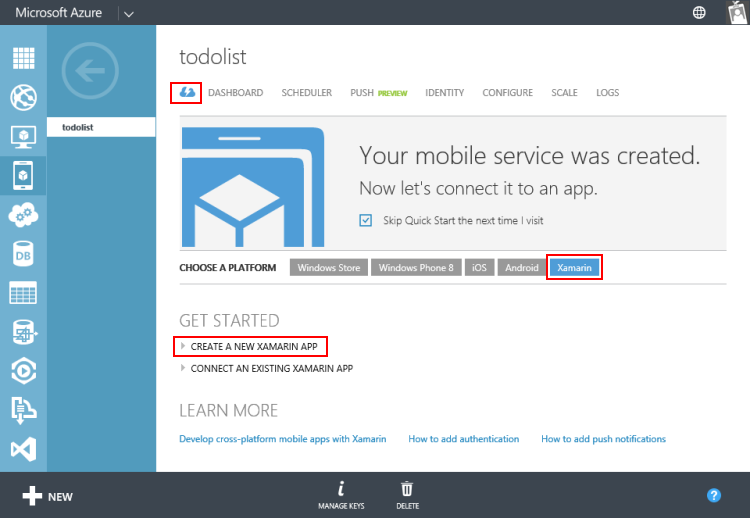 Microsoft Azure
todolist
todolist
DASHBOARD SCHEDULER PUSH PREVIEW IDENTITY CONFIGURE SCALE LOGS
Your mobile service was created.
Now let's connect it to an app.
Skip Quick Start the next time I visit
CHOOSE A PLATFORM Windows Store Windows Phone 8 iOS Android Xamarin
GET STARTED
CREATE A NEW XAMARIN APP
CONNECT AN EXISTING XAMARIN APP
LEARN MORE
Develop cross-platform mobile apps with Xamarin How to add authentication How to add push notifications
DB
NEW
MANAGE KEYS DELETE
?